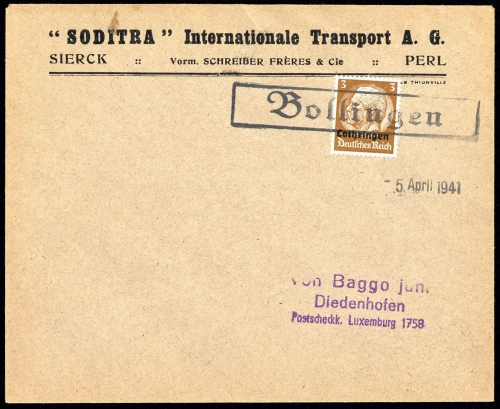 “ SODITRA ” Internationale Transport A. G.
SIERCK :: Vorm. SCHREIBER FRÈRES & Cie :: PERL
THIONVILLE
3 3
Bollingen
Lothringen
Deutsches Reich
5. April 1941
von Baggo jun.
Diedenhofen
Postscheckk. Luxemburg 1758